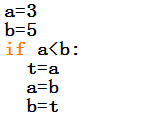 a=3
b=5
if a<b:
  t=a
  a=b
  b=t